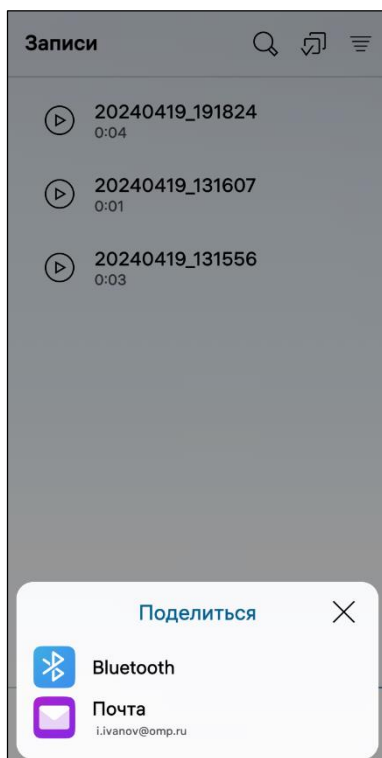 Записи
20240419_191824
0:04
20240419_131607
0:01
20240419_131556
0:03
Поделиться
Bluetooth
Почта
i.ivanov@omp.ru